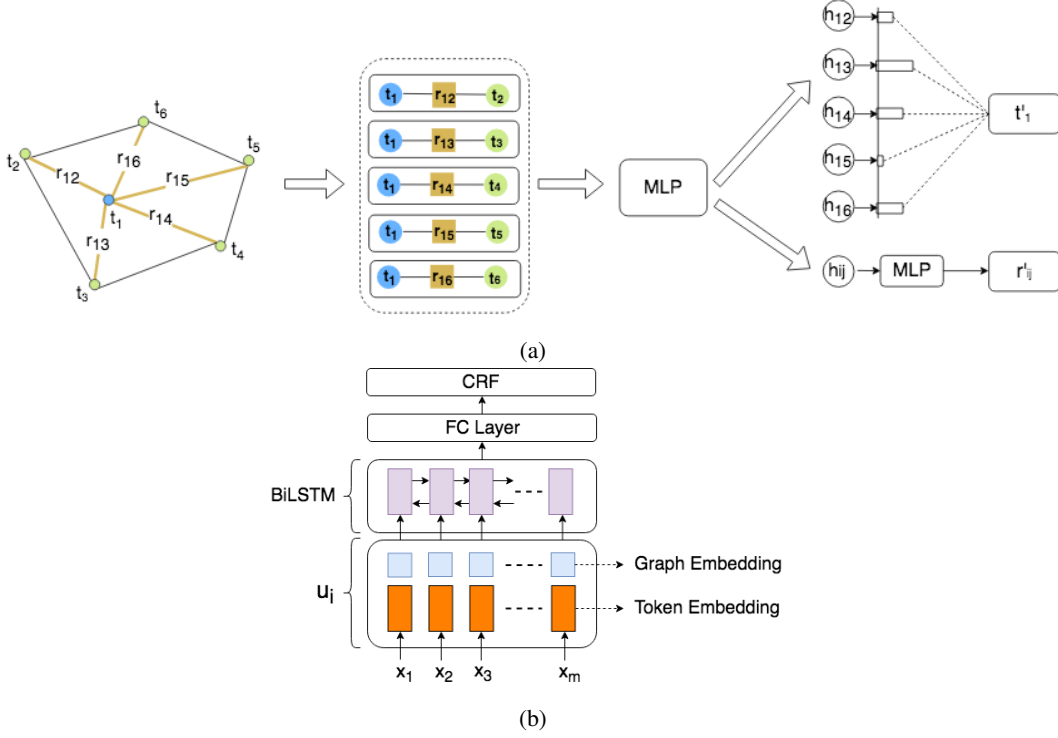 t₆
t₂
t₅
r₁₂
r₁₆
r₁₅
t₁
r₁₄
r₁₃
t₄
t₃
t₁ r₁₂ t₂
t₁ r₁₃ t₃
t₁ r₁₄ t₄
t₁ r₁₅ t₅
t₁ r₁₆ t₆
MLP
h₁₂
h₁₃
h₁₄
h₁₅
h₁₆
t'₁
hij
MLP
r'ij
(a)
CRF
FC Layer
BiLSTM
uᵢ
Graph Embedding
Token Embedding
x₁ x₂ x₃ xₘ
(b)